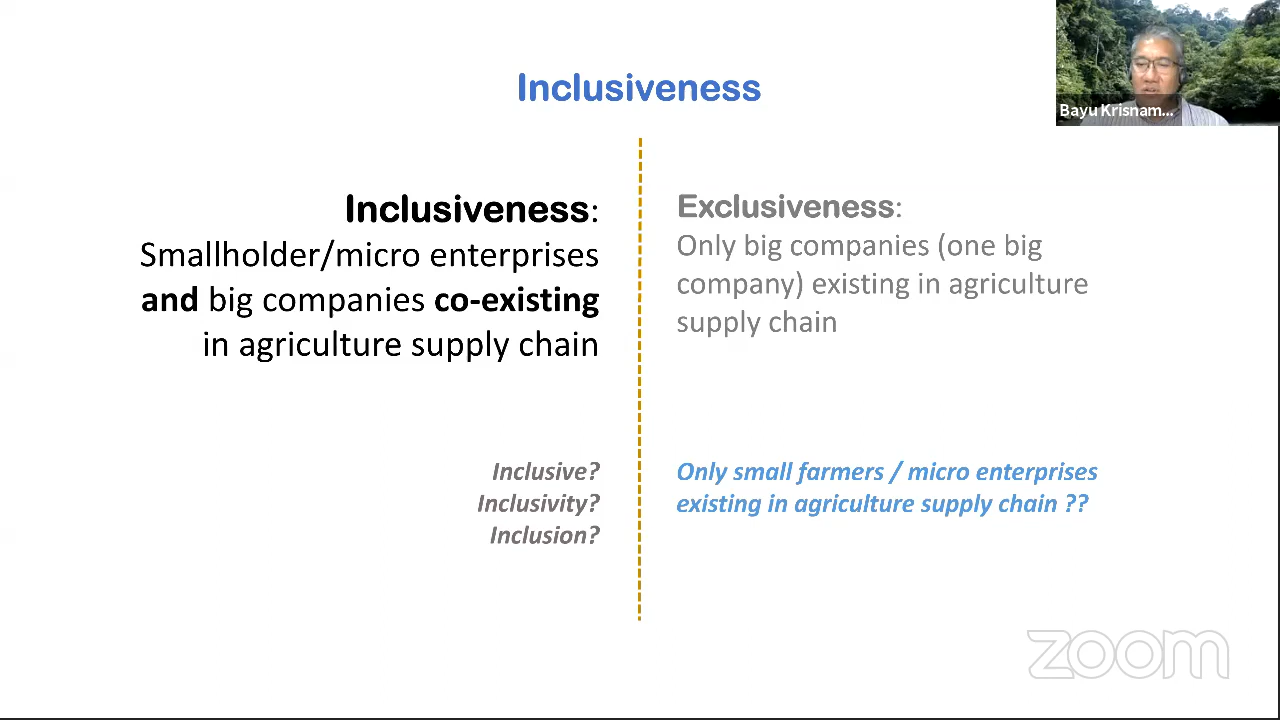 Inclusiveness
Bayu Krisnam...
Inclusiveness:
Smallholder/micro enterprises
and big companies co-existing
in agriculture supply chain
Exclusiveness:
Only big companies (one big
company) existing in agriculture
supply chain
Inclusive?
Inclusivity?
Inclusion?
Only small farmers / micro enterprises
existing in agriculture supply chain ??
zoom